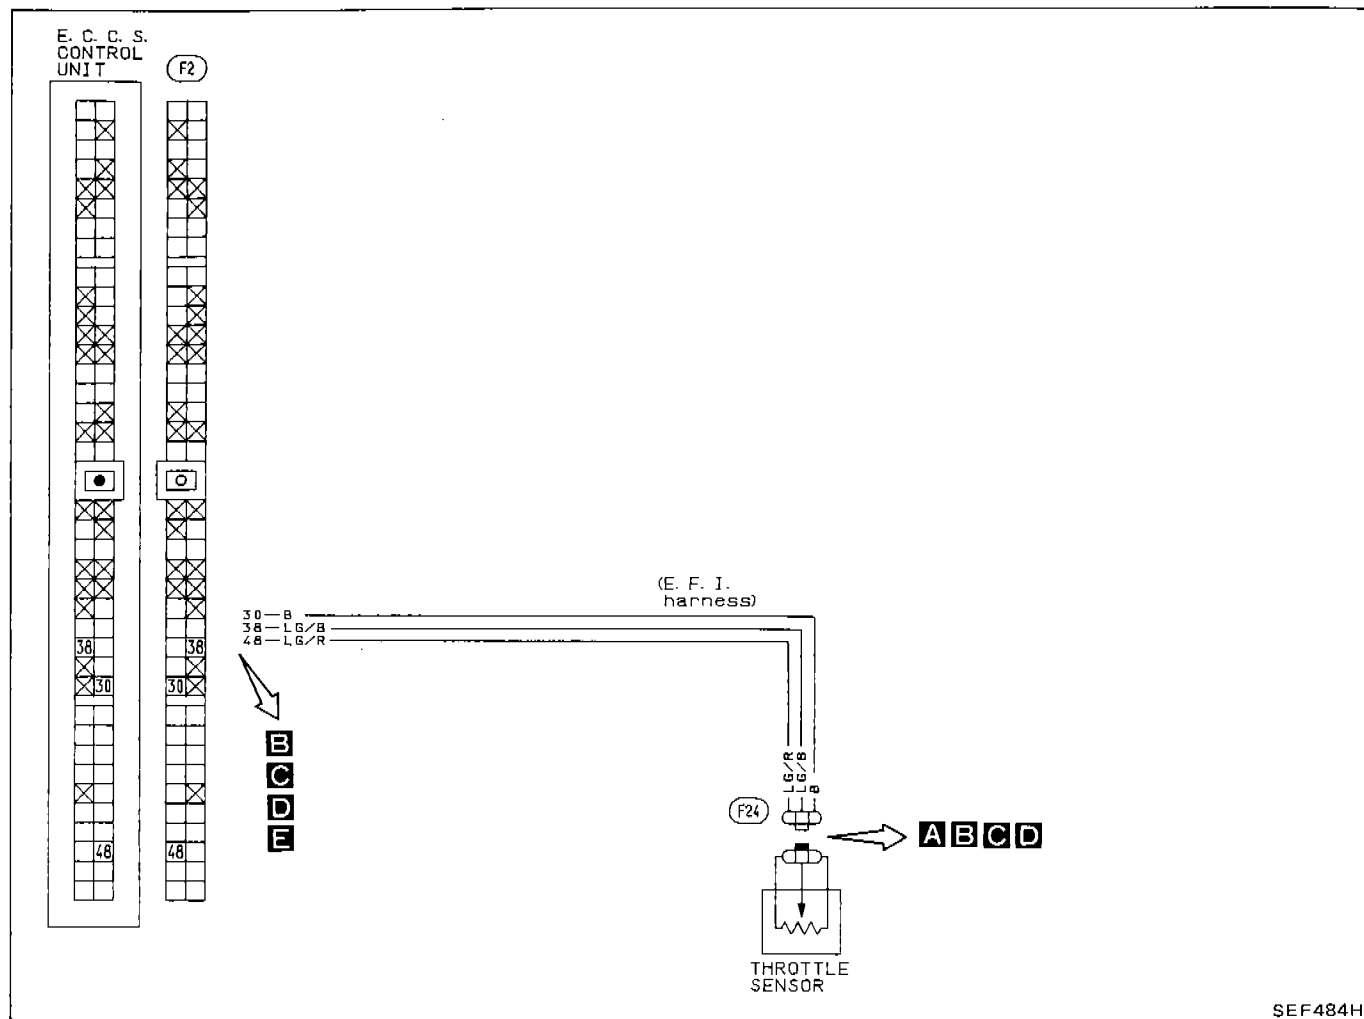 E. C. C. S.
CONTROL
UNIT
F2
(E. F. I.
harness)
30—B
38—LG/B
48—LG/R
38
38
30
30
B
C
D
E
LG/R
LG/B
B
F24
A B C D
48
48
THROTTLE
SENSOR
SEF484H